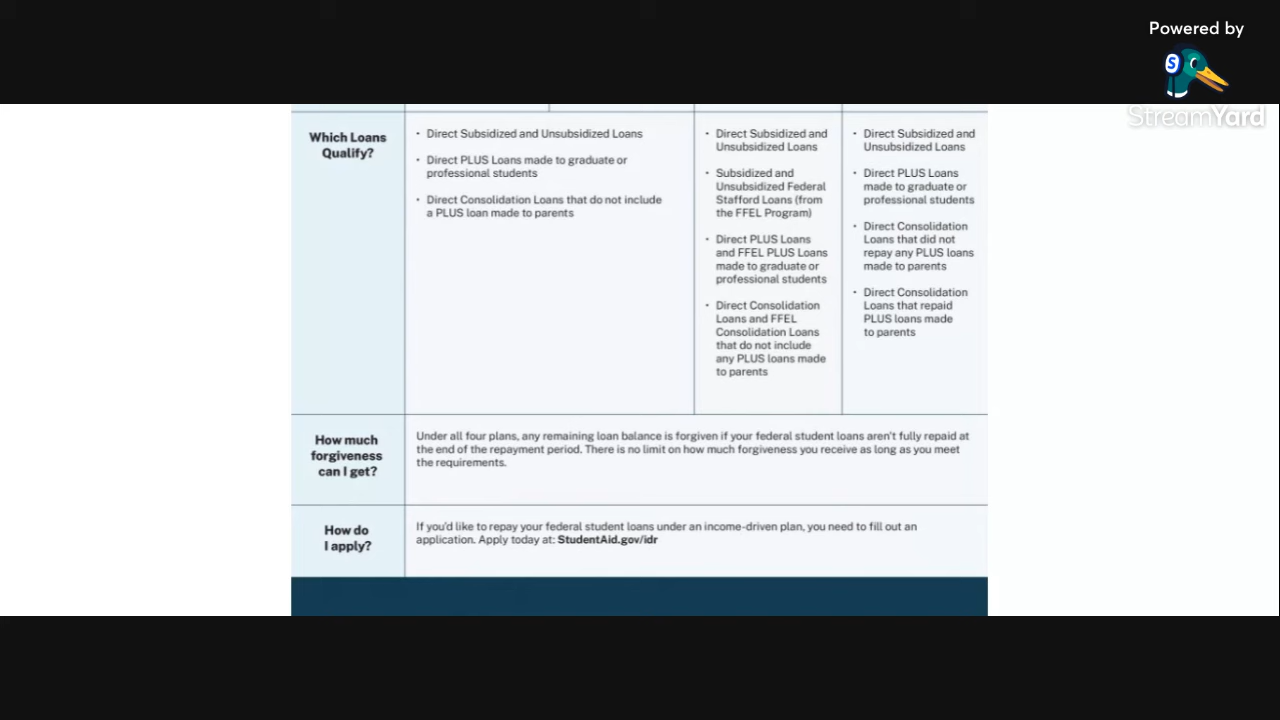 Powered by
S
StreamYard
Which Loans
Qualify?
• Direct Subsidized and Unsubsidized Loans
• Direct PLUS Loans made to graduate or
professional students
• Direct Consolidation Loans that do not include
a PLUS loan made to parents
• Direct Subsidized and
Unsubsidized Loans
• Subsidized and
Unsubsidized Federal
Stafford Loans (from
the FFEL Program)
• Direct PLUS Loans
and FFEL PLUS Loans
made to graduate or
professional students
• Direct Consolidation
Loans and FFEL
Consolidation Loans
that do not include
any PLUS loans made
to parents
• Direct Subsidized and
Unsubsidized Loans
• Direct PLUS Loans
made to graduate or
professional students
• Direct Consolidation
Loans that did not
repay any PLUS loans
made to parents
• Direct Consolidation
Loans that repaid
PLUS loans made
to parents
How much
forgiveness
can I get?
Under all four plans, any remaining loan balance is forgiven if your federal student loans aren't fully repaid at
the end of the repayment period. There is no limit on how much forgiveness you receive as long as you meet
the requirements.
How do
I apply?
If you'd like to repay your federal student loans under an income-driven plan, you need to fill out an
application. Apply today at: StudentAid.gov/idr